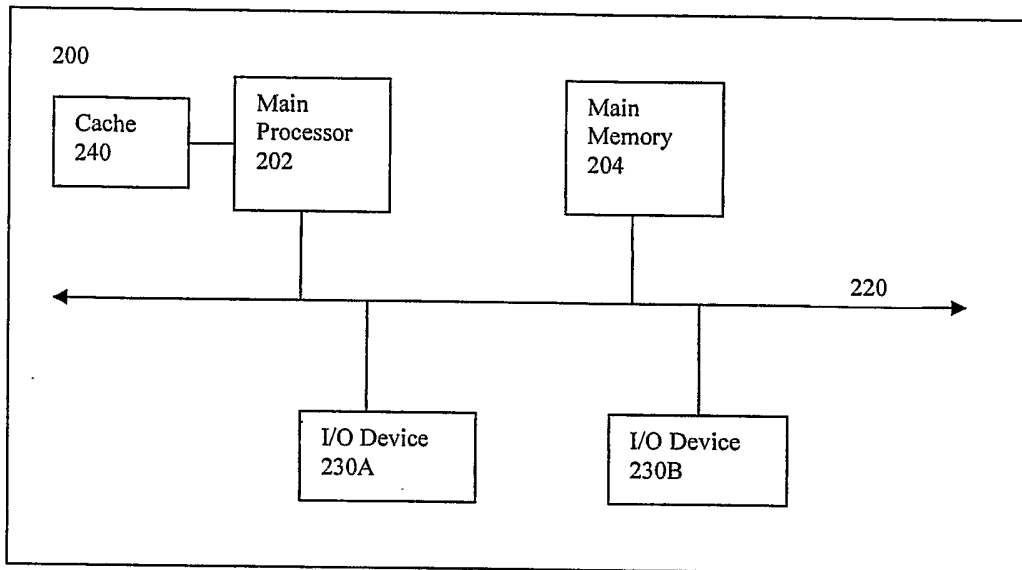 200
Cache
240
Main
Processor
202
Main
Memory
204
220
I/O Device
230A
I/O Device
230B